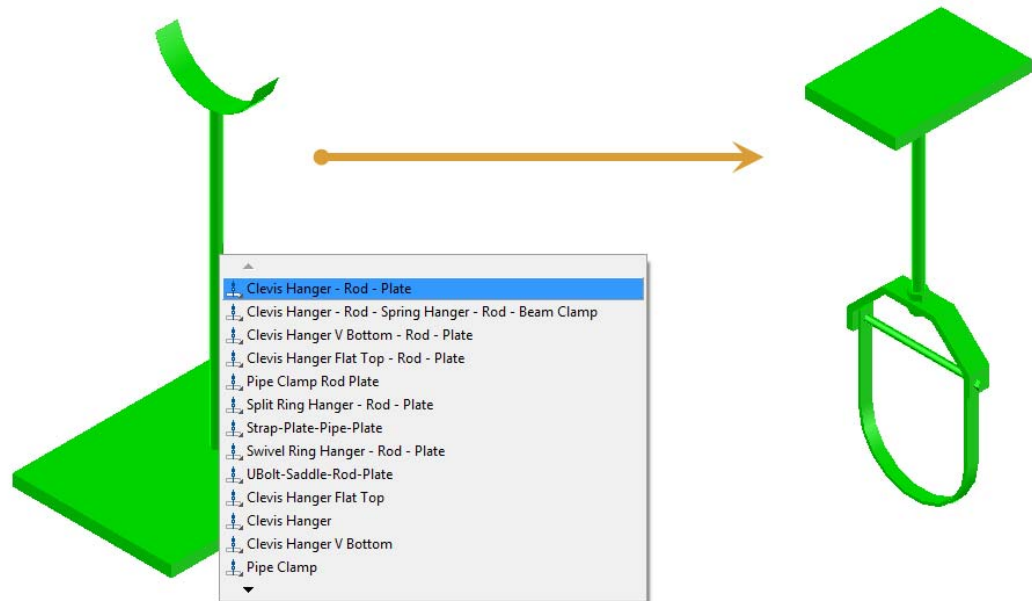 Clevis Hanger - Rod - Plate
Clevis Hanger - Rod - Spring Hanger - Rod - Beam Clamp
Clevis Hanger V Bottom - Rod - Plate
Clevis Hanger Flat Top - Rod - Plate
Pipe Clamp Rod Plate
Split Ring Hanger - Rod - Plate
Strap-Plate-Pipe-Plate
Swivel Ring Hanger - Rod - Plate
UBolt-Saddle-Rod-Plate
Clevis Hanger Flat Top
Clevis Hanger
Clevis Hanger V Bottom
Pipe Clamp